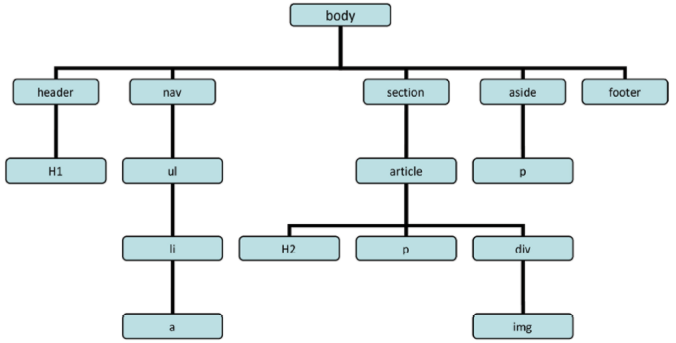 body
header
nav
section
aside
footer
H1
ul
article
p
li
H2
p
div
a
img